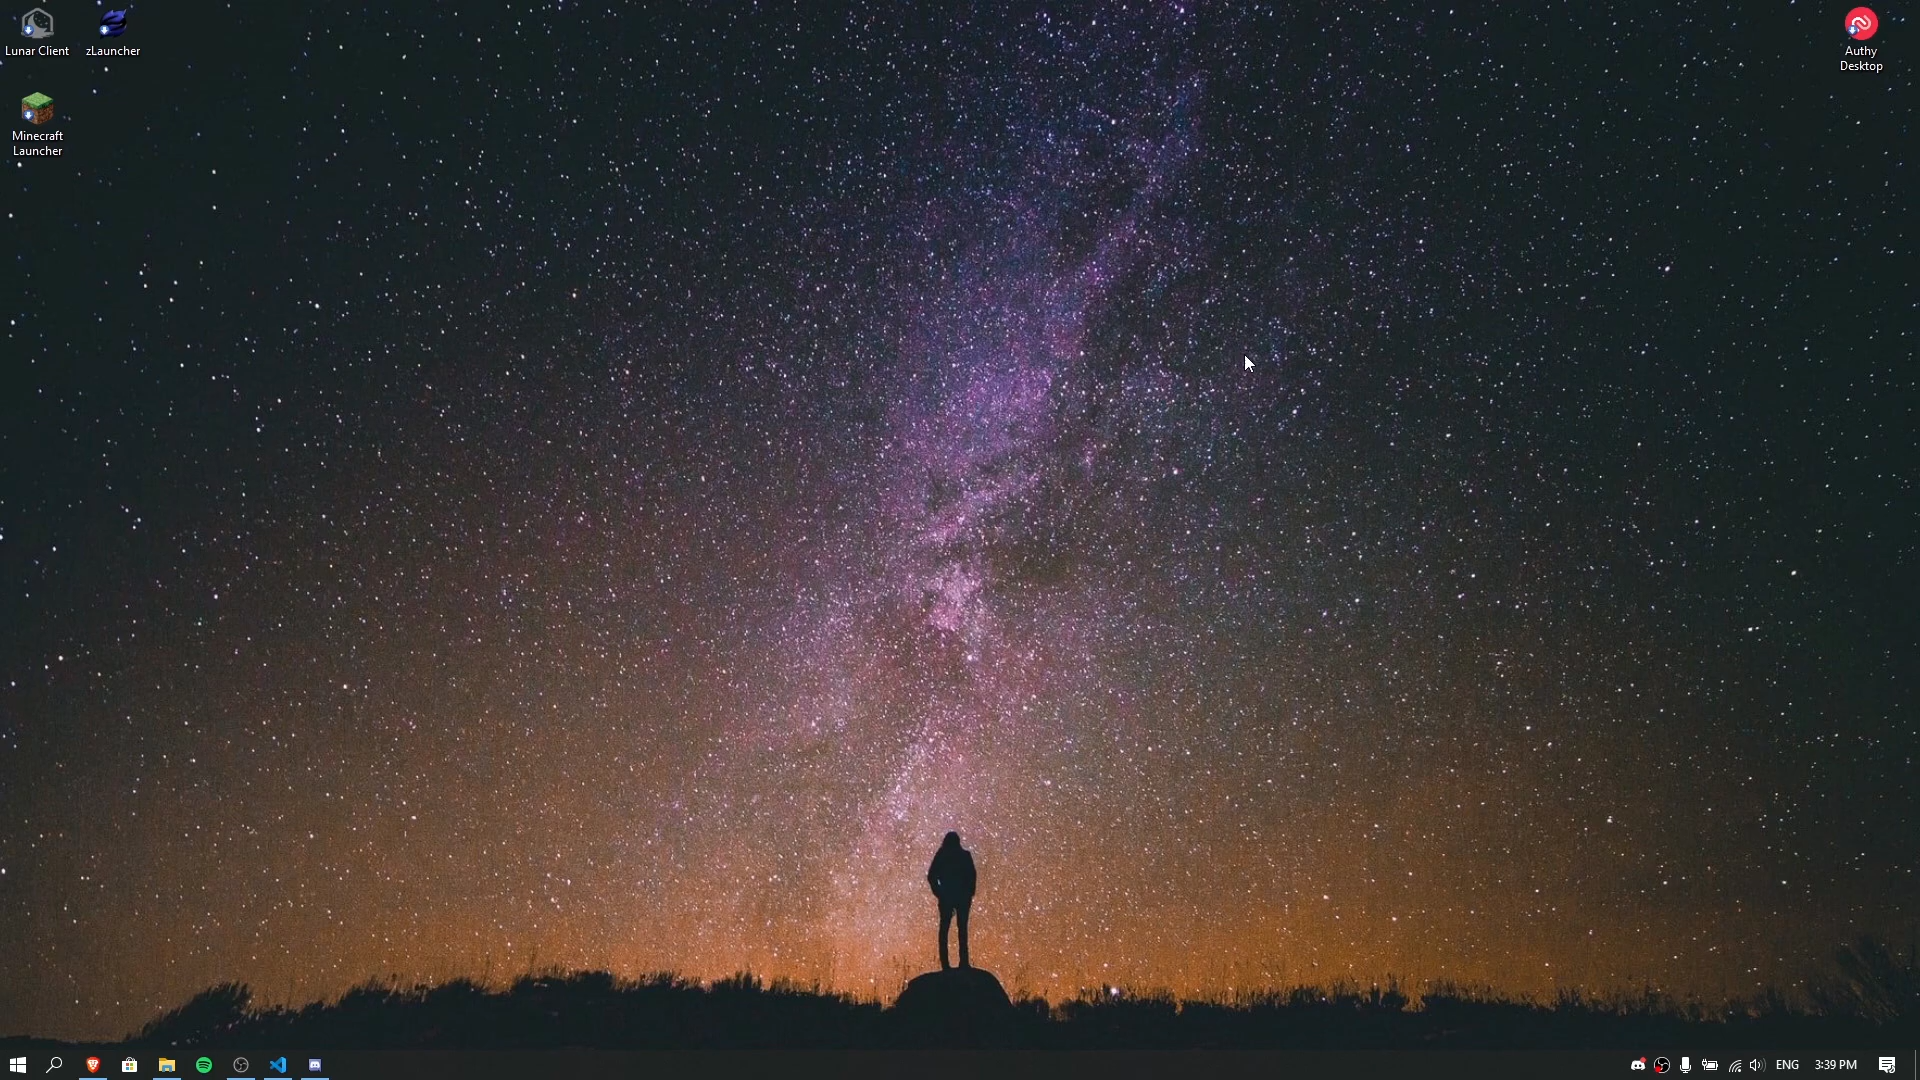 Lunar Client
zLauncher
Minecraft
Launcher
Authy
Desktop
ENG
3:39 PM